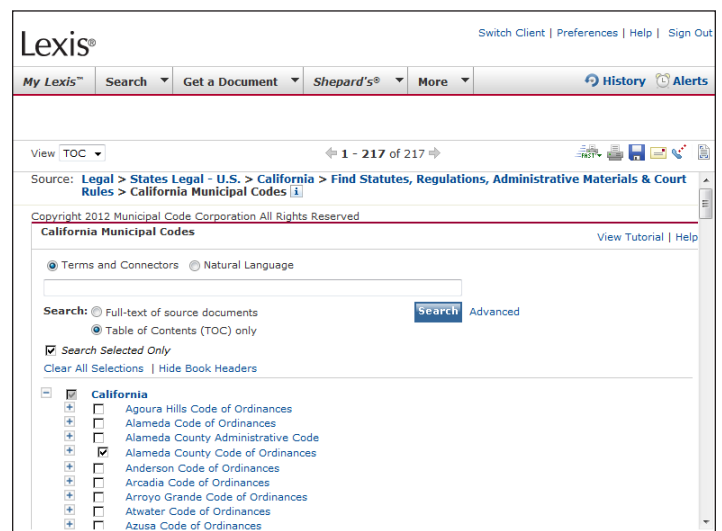 Switch Client | Preferences | Help | Sign Out
Lexis®
My Lexis™ Search Get a Document Shepard's® More History Alerts
View TOC 1 - 217 of 217 FAST
Source: Legal > States Legal - U.S. > California > Find Statutes, Regulations, Administrative Materials & Court
Rules > California Municipal Codes i
Copyright 2012 Municipal Code Corporation All Rights Reserved
California Municipal Codes
View Tutorial | Help
Terms and Connectors Natural Language
Search: Full-text of source documents Search Advanced
Table of Contents (TOC) only
Search Selected Only
Clear All Selections | Hide Book Headers
California
Agoura Hills Code of Ordinances
Alameda Code of Ordinances
Alameda County Administrative Code
Alameda County Code of Ordinances
Anderson Code of Ordinances
Arcadia Code of Ordinances
Arroyo Grande Code of Ordinances
Atwater Code of Ordinances
Azusa Code of Ordinances